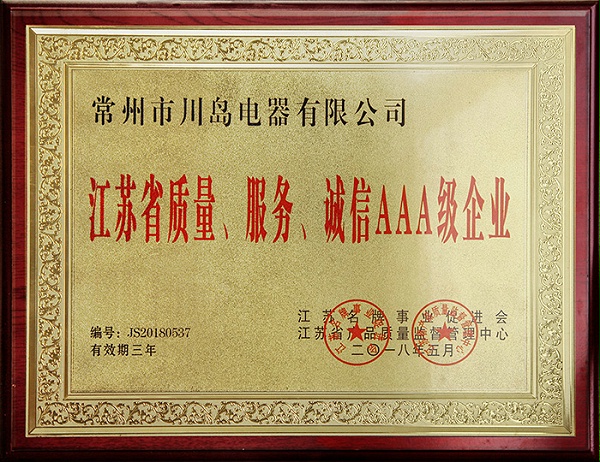 常州市川岛电器有限公司
江苏省质量、服务、诚信AAA级企业
江苏名牌事业促进会
编号：JS20180537
江苏省产品质量监督管理中心
有效期三年
二〇一八年五月